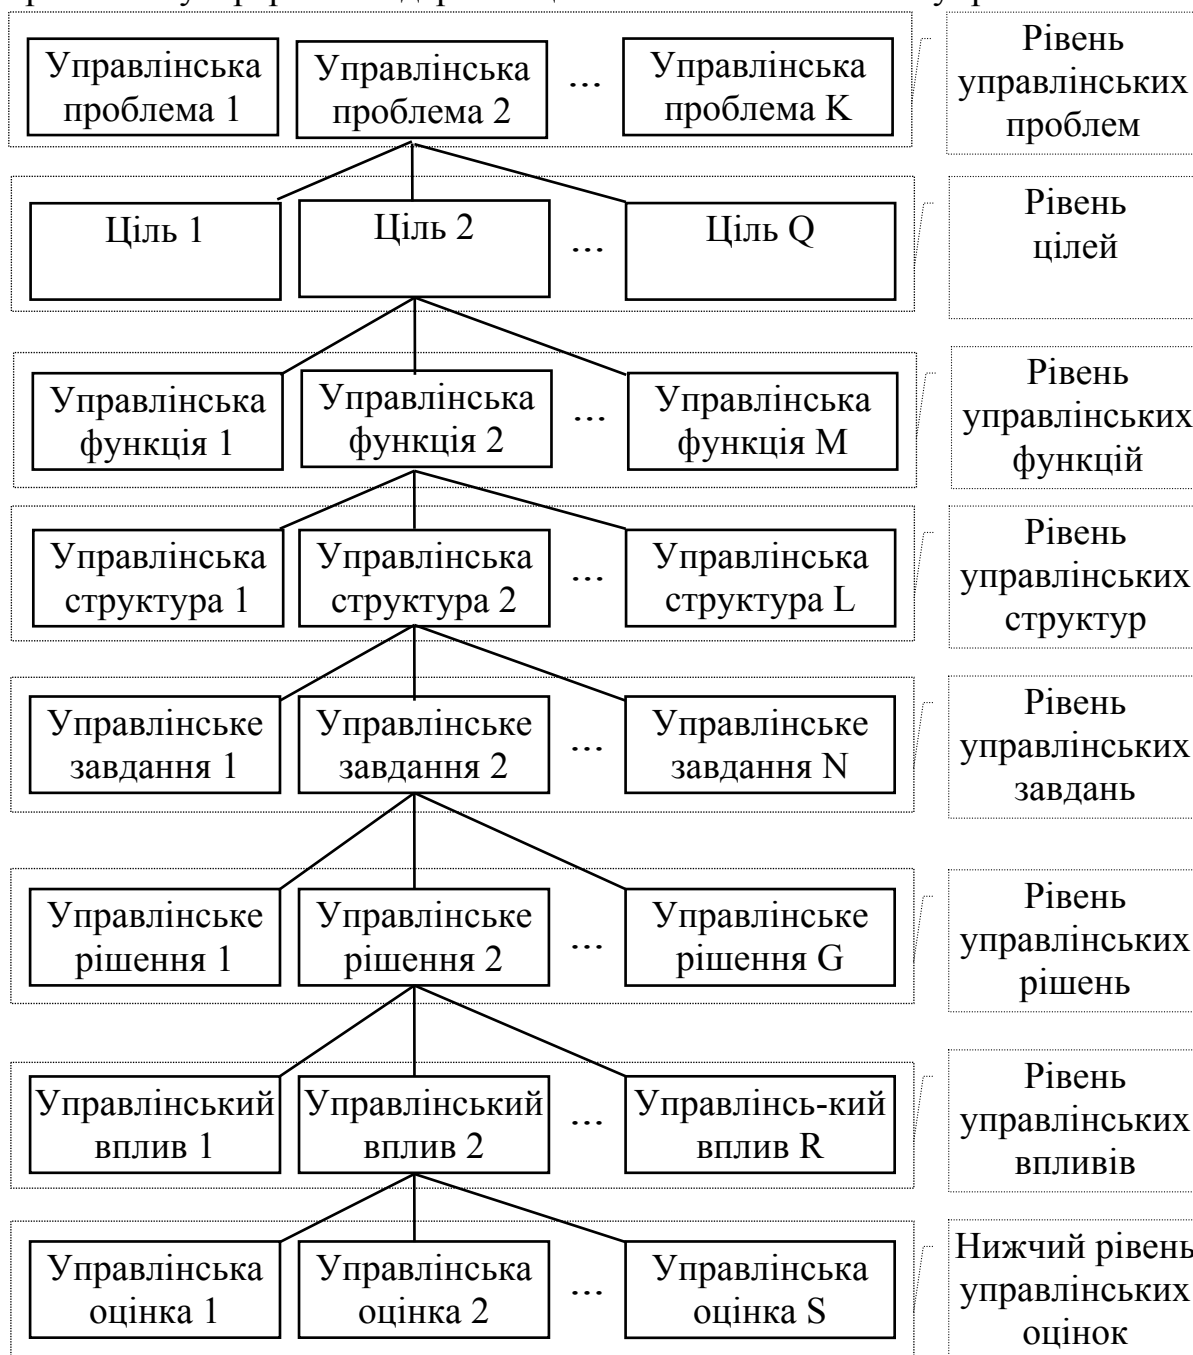 Управлінська
проблема 1
Управлінська
проблема 2
...
Управлінська
проблема K
Рівень
управлінських
проблем
Ціль 1
Ціль 2
...
Ціль Q
Рівень
цілей
Управлінська
функція 1
Управлінська
функція 2
...
Управлінська
функція M
Рівень
управлінських
функцій
Управлінська
структура 1
Управлінська
структура 2
...
Управлінська
структура L
Рівень
управлінських
структур
Управлінське
завдання 1
Управлінське
завдання 2
...
Управлінське
завдання N
Рівень
управлінських
завдань
Управлінське
рішення 1
Управлінське
рішення 2
...
Управлінське
рішення G
Рівень
управлінських
рішень
Управлінський
вплив 1
Управлінський
вплив 2
...
Управлінсь-кий
вплив R
Рівень
управлінських
впливів
Управлінська
оцінка 1
Управлінська
оцінка 2
...
Управлінська
оцінка S
Нижчий рівень
управлінських
оцінок